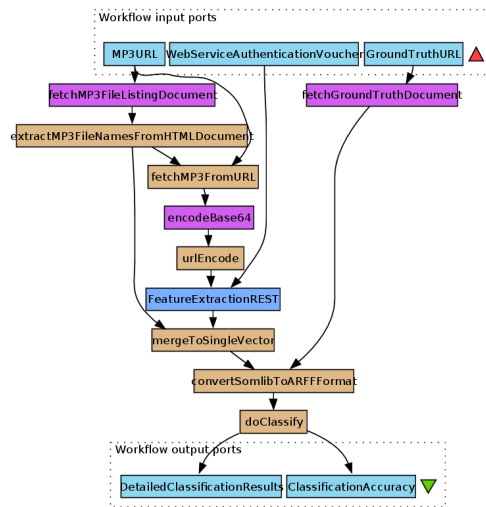 Workflow input ports
MP3URL
WebServiceAuthenticationVoucher
GroundTruthURL
fetchMP3FileListingDocument
fetchGroundTruthDocument
extractMP3FileNamesFromHTMLDocument
fetchMP3FromURL
encodeBase64
urlEncode
FeatureExtractionREST
mergeToSingleVector
convertSomlibToARFFFormat
doClassify
Workflow output ports
DetailedClassificationResults
ClassificationAccuracy